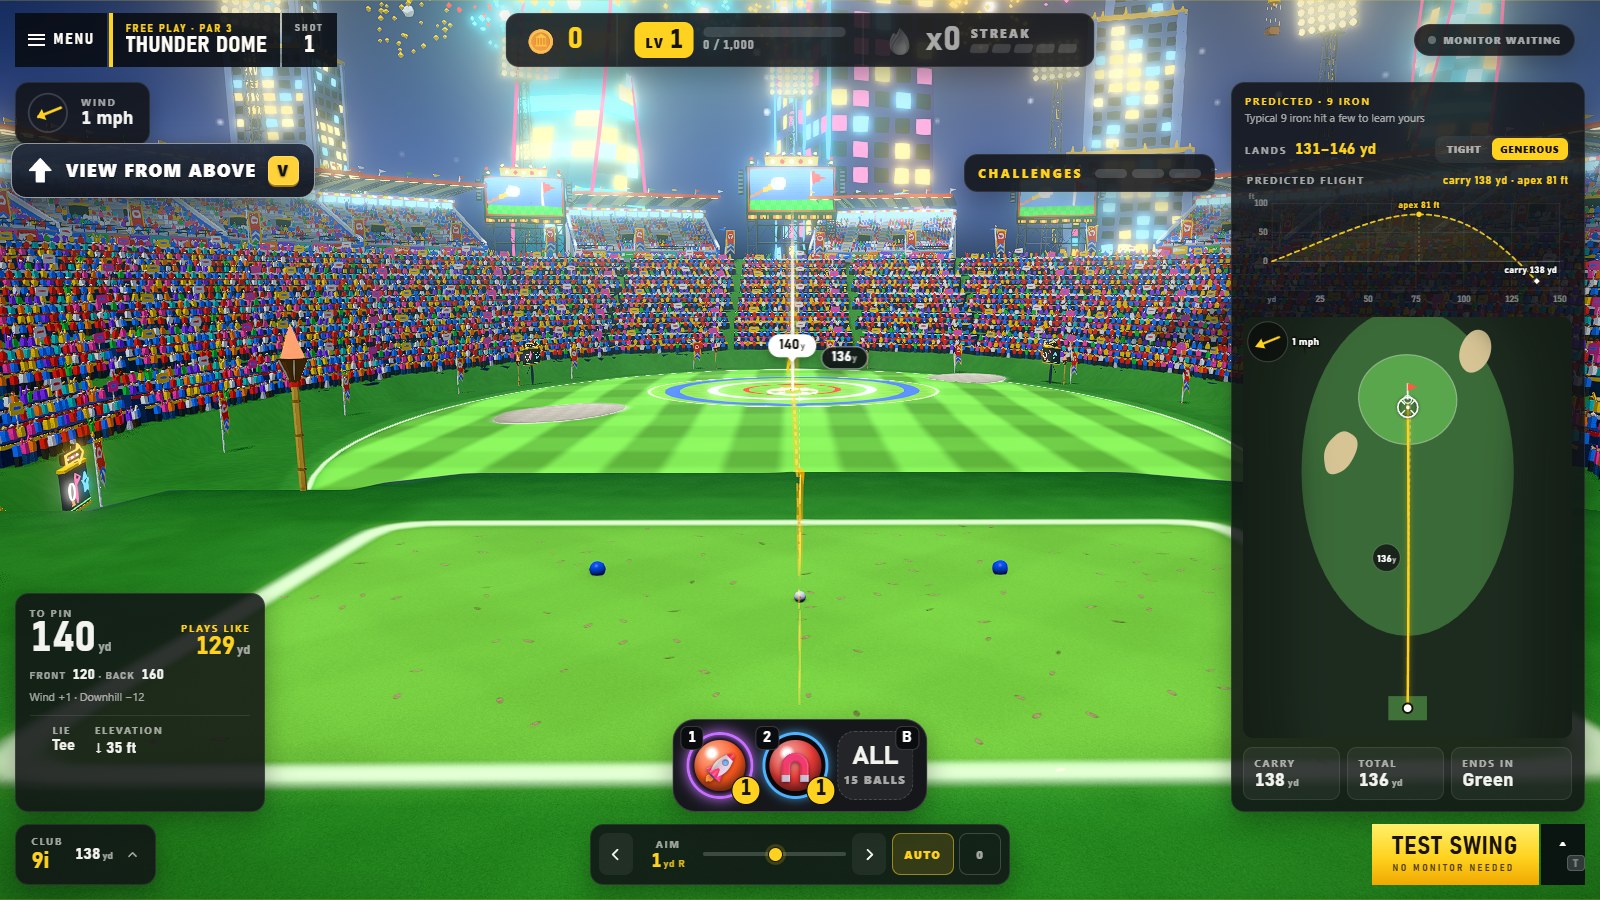 MENU
FREE PLAY · PAR 3
THUNDER DOME
SHOT
1
0
LV 1
0 / 1,000
x0
STREAK
MONITOR WAITING
WIND
1 mph
VIEW FROM ABOVE
V
CHALLENGES
140y
136y
PREDICTED · 9 IRON
Typical 9 iron: hit a few to learn yours
LANDS 131–146 yd
TIGHT
GENEROUS
PREDICTED FLIGHT
carry 138 yd · apex 81 ft
ft
100
50
0
apex 81 ft
carry 138 yd
yd
25
50
75
100
125
150
1 mph
136y
CARRY
138 yd
TOTAL
136 yd
ENDS IN
Green
TO PIN
140 yd
PLAYS LIKE
129 yd
FRONT 120 · BACK 160
Wind +1 · Downhill −12
LIE
Tee
ELEVATION
↓ 35 ft
1
1
2
1
B
ALL
15 BALLS
CLUB
9i
138 yd
AIM
1 yd R
AUTO
0
TEST SWING
NO MONITOR NEEDED
T